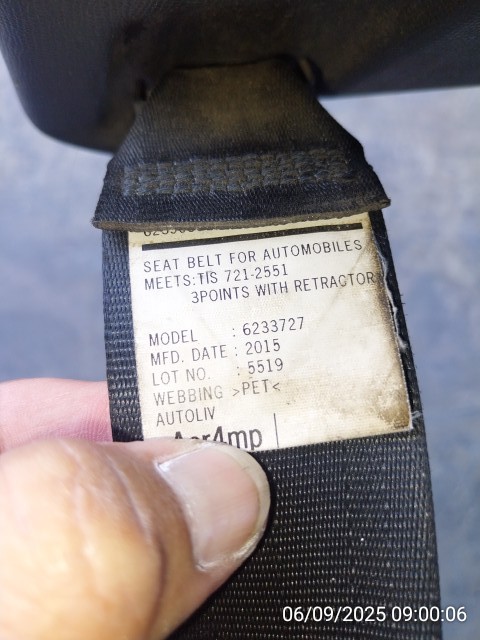 SEAT BELT FOR AUTOMOBILES
MEETS:TIS 721-2551
3POINTS WITH RETRACTOR
MODEL : 6233727
MFD. DATE : 2015
LOT NO. : 5519
WEBBING >PET<
AUTOLIV
4mp
06/09/2025 09:00:06